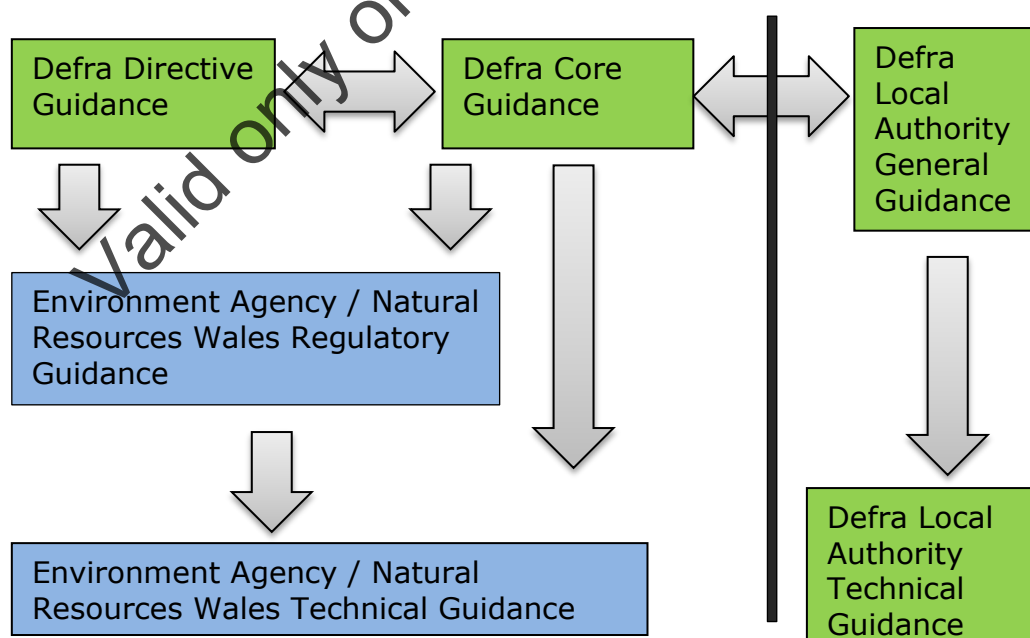 Defra Directive
Guidance
Defra Core
Guidance
Defra
Local
Authority
General
Guidance
Valid only
Environment Agency / Natural
Resources Wales Regulatory
Guidance
Environment Agency / Natural
Resources Wales Technical Guidance
Defra Local
Authority
Technical
Guidance